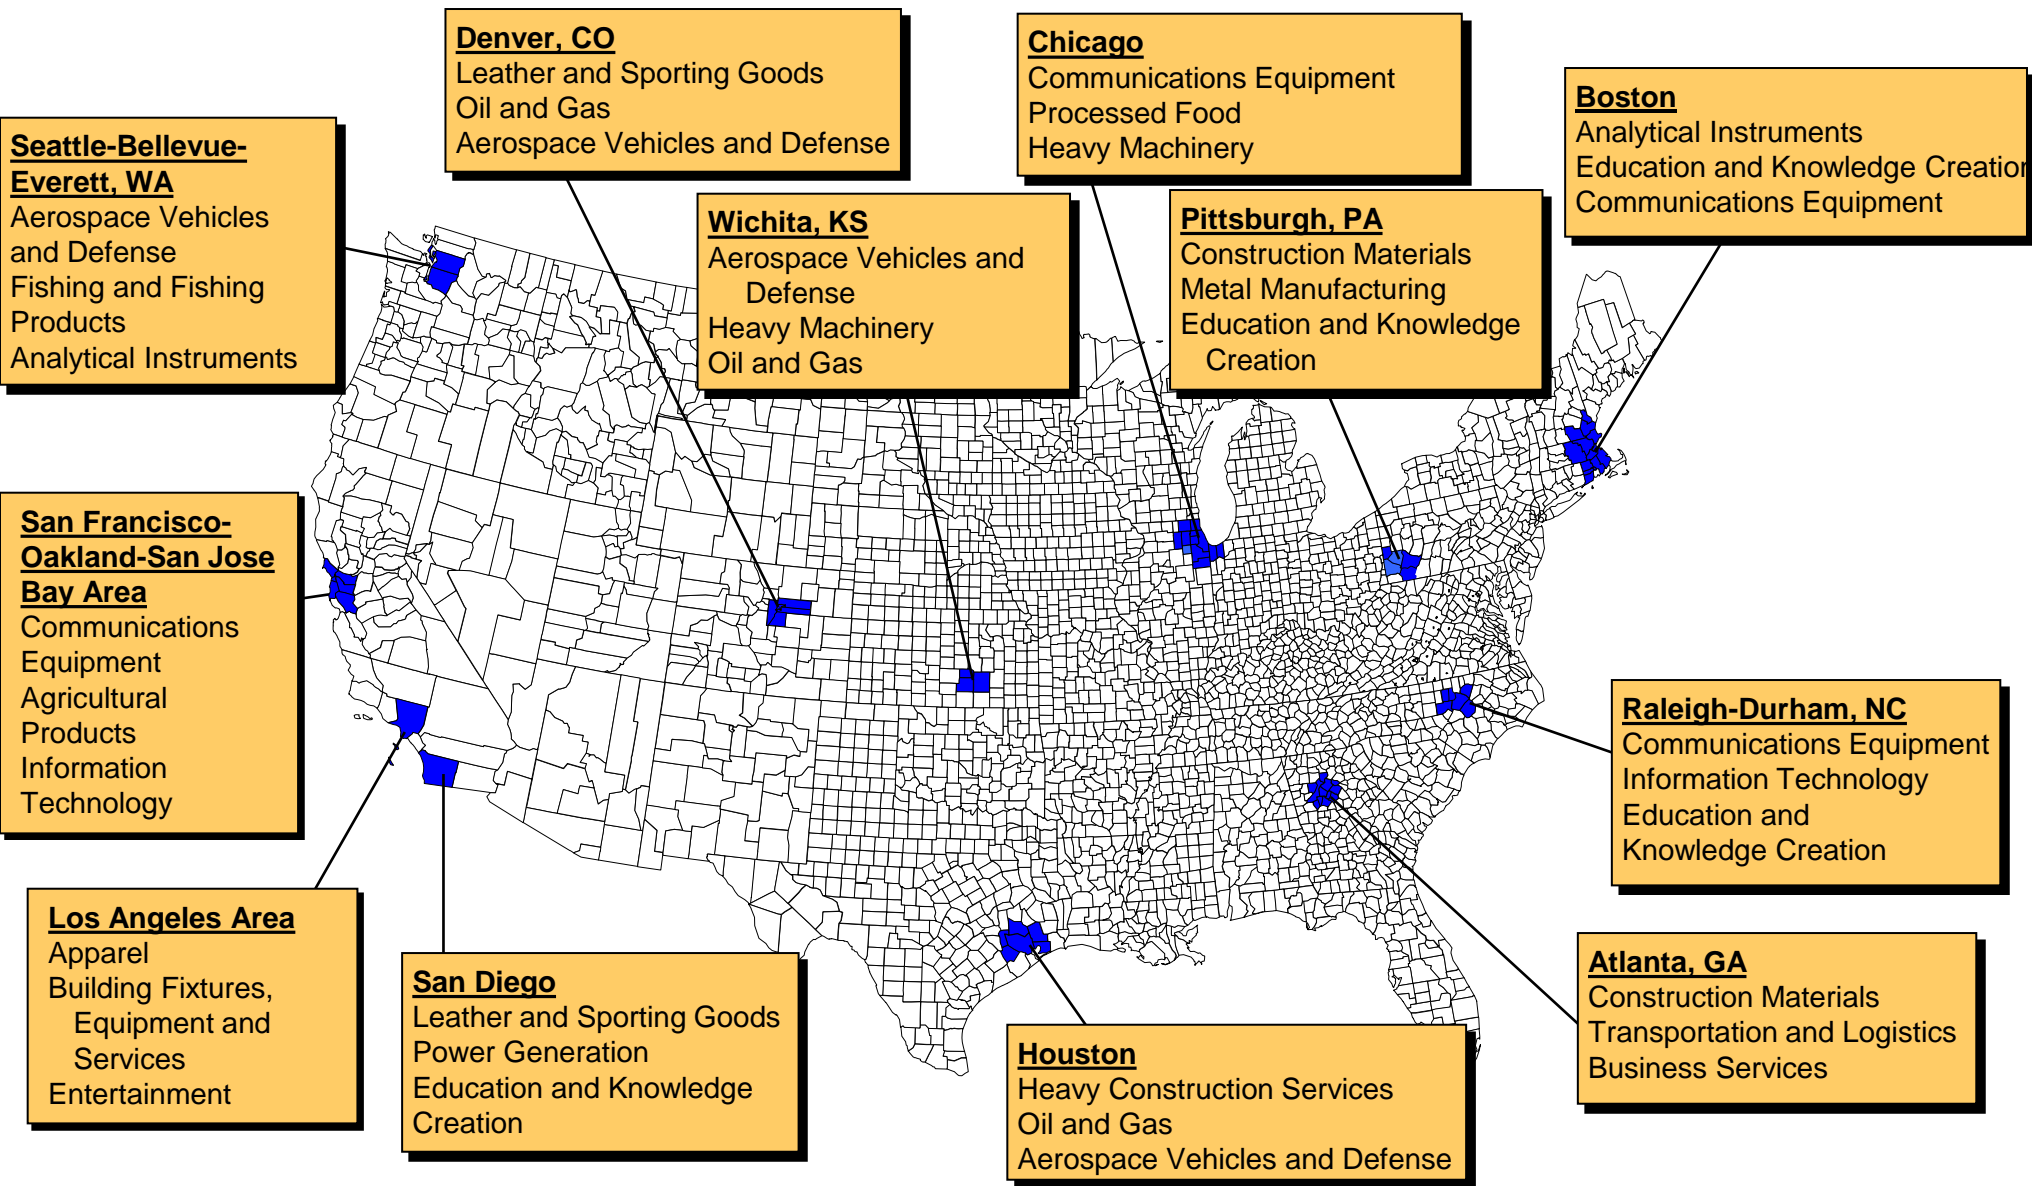 Denver, CO
Leather and Sporting Goods
Oil and Gas
Aerospace Vehicles and Defense
Chicago
Communications Equipment
Processed Food
Heavy Machinery
Boston
Analytical Instruments
Education and Knowledge Creation
Communications Equipment
Seattle-Bellevue-
Everett, WA
Aerospace Vehicles
and Defense
Fishing and Fishing
Products
Analytical Instruments
Wichita, KS
Aerospace Vehicles and
Defense
Heavy Machinery
Oil and Gas
Pittsburgh, PA
Construction Materials
Metal Manufacturing
Education and Knowledge
Creation
San Francisco-
Oakland-San Jose
Bay Area
Communications
Equipment
Agricultural
Products
Information
Technology
Raleigh-Durham, NC
Communications Equipment
Information Technology
Education and
Knowledge Creation
Los Angeles Area
Apparel
Building Fixtures,
Equipment and
Services
Entertainment
San Diego
Leather and Sporting Goods
Power Generation
Education and Knowledge
Creation
Houston
Heavy Construction Services
Oil and Gas
Aerospace Vehicles and Defense
Atlanta, GA
Construction Materials
Transportation and Logistics
Business Services